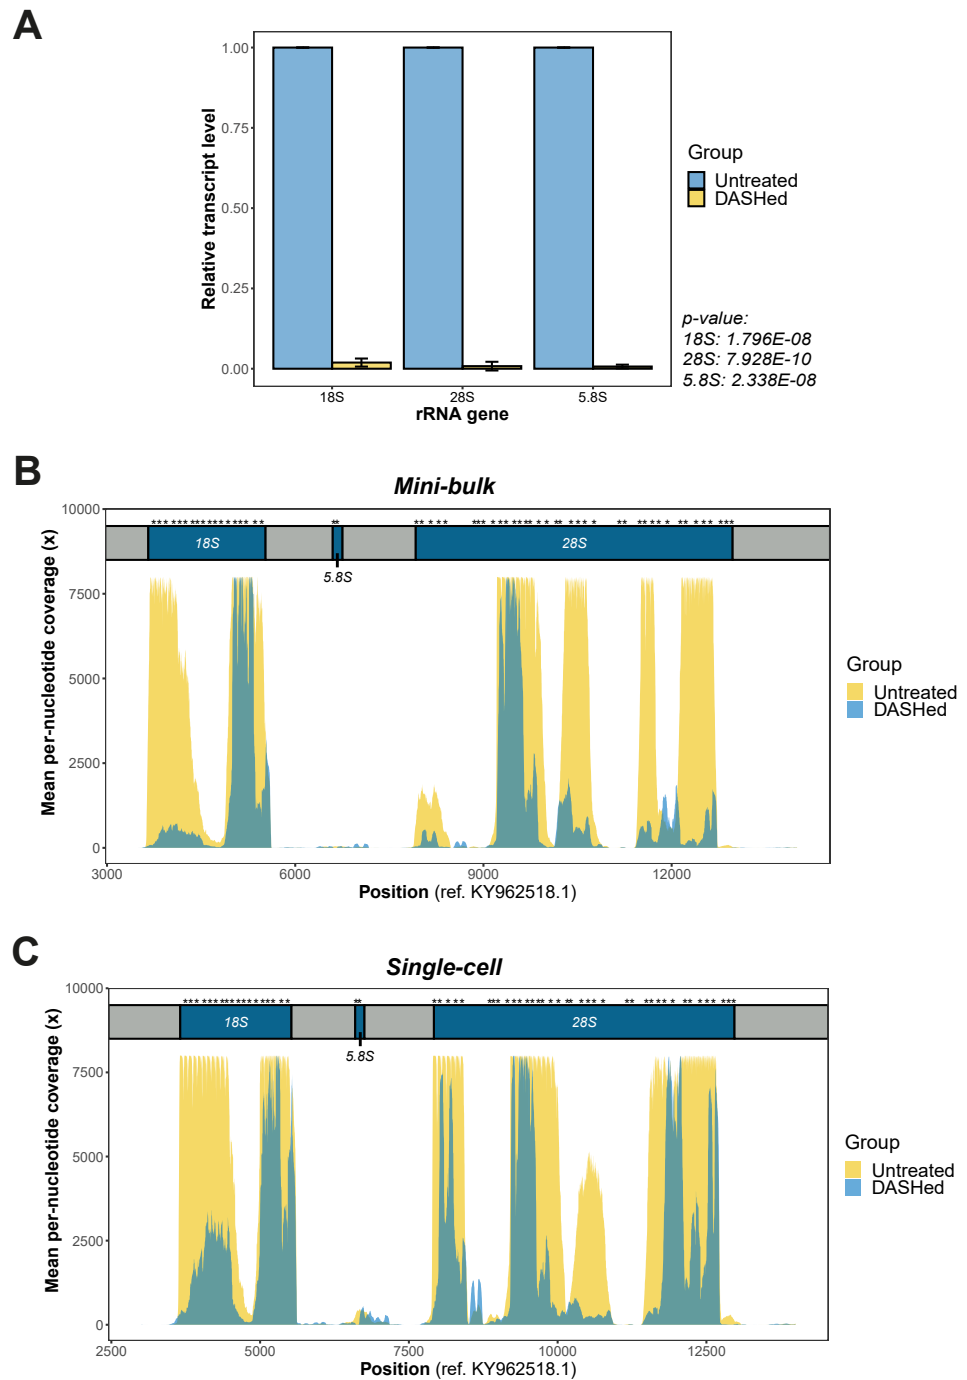 A
1.00
0.75
0.50
0.25
0.00
Relative transcript level
18S
28S
5.8S
rRNA gene
Group
Untreated
DASHed
p-value:
18S: 1.796E-08
28S: 7.928E-10
5.8S: 2.338E-08
B
Mini-bulk
10000
7500
5000
2500
0
Mean per-nucleotide coverage (x)
18S
5.8S
28S
3000
6000
9000
12000
Position (ref. KY962518.1)
Group
Untreated
DASHed
C
Single-cell
10000
7500
5000
2500
0
Mean per-nucleotide coverage (x)
18S
5.8S
28S
2500
5000
7500
10000
12500
Position (ref. KY962518.1)
Group
Untreated
DASHed